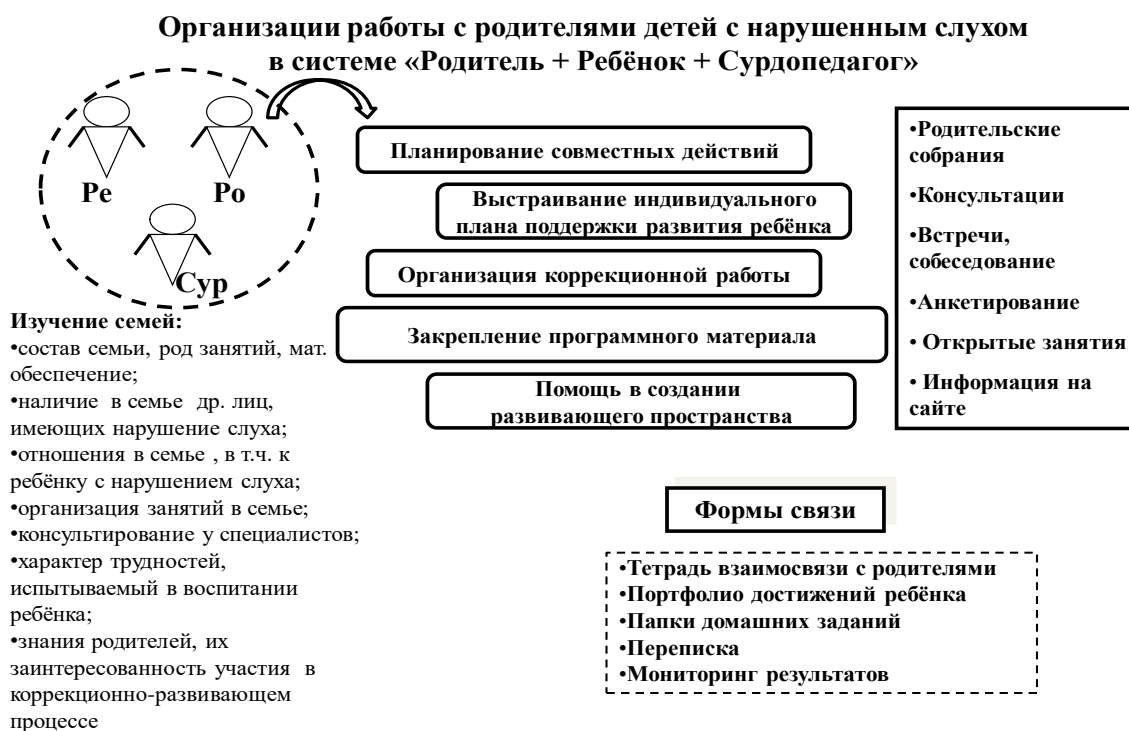 Организации работы с родителями детей с нарушенным слухом
в системе «Родитель + Ребёнок + Сурдопедагог»
Ре
Ро
Сур
Изучение семей:
•состав семьи, род занятий, мат.
обеспечение;
•наличие в семье др. лиц,
имеющих нарушение слуха;
•отношения в семье , в т.ч. к
ребёнку с нарушением слуха;
•организация занятий в семье;
•консультирование у специалистов;
•характер трудностей,
испытываемый в воспитании
ребёнка;
•знания родителей, их
заинтересованность участия в
коррекционно-развивающем
процессе
Планирование совместных действий
Выстраивание индивидуального
плана поддержки развития ребёнка
Организация коррекционной работы
Закрепление программного материала
Помощь в создании
развивающего пространства
•Родительские
собрания
•Консультации
•Встречи,
собеседование
•Анкетирование
• Открытые занятия
• Информация на
сайте
Формы связи
•Тетрадь взаимосвязи с родителями
•Портфолио достижений ребёнка
•Папки домашних заданий
•Переписка
•Мониторинг результатов